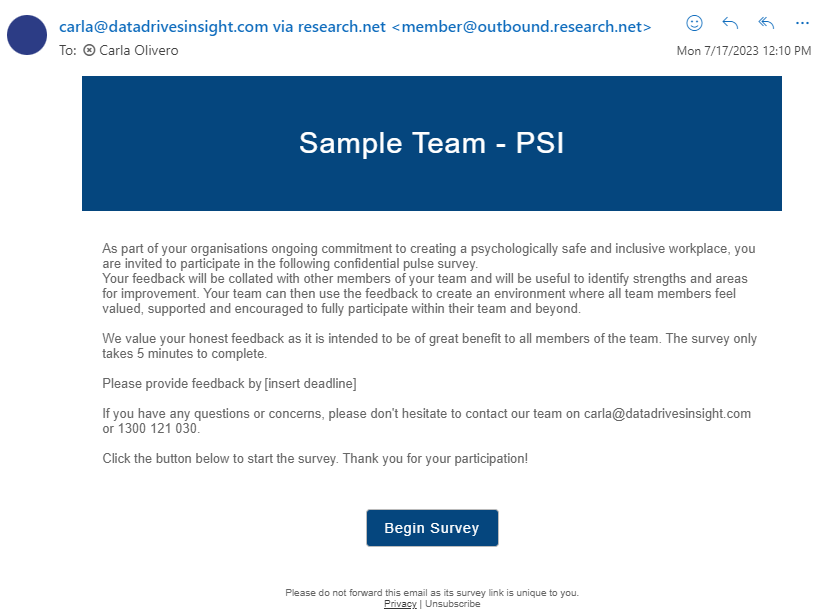 carla@datadrivesinsight.com via research.net <member@outbound.research.net>
To: Carla Olivero
Mon 7/17/2023 12:10 PM
Sample Team - PSI
As part of your organisations ongoing commitment to creating a psychologically safe and inclusive workplace, you
are invited to participate in the following confidential pulse survey.
Your feedback will be collated with other members of your team and will be useful to identify strengths and areas
for improvement. Your team can then use the feedback to create an environment where all team members feel
valued, supported and encouraged to fully participate within their team and beyond.
We value your honest feedback as it is intended to be of great benefit to all members of the team. The survey only
takes 5 minutes to complete.
Please provide feedback by [insert deadline]
If you have any questions or concerns, please don't hesitate to contact our team on carla@datadrivesinsight.com
or 1300 121 030.
Click the button below to start the survey. Thank you for your participation!
Begin Survey
Please do not forward this email as its survey link is unique to you.
Privacy | Unsubscribe